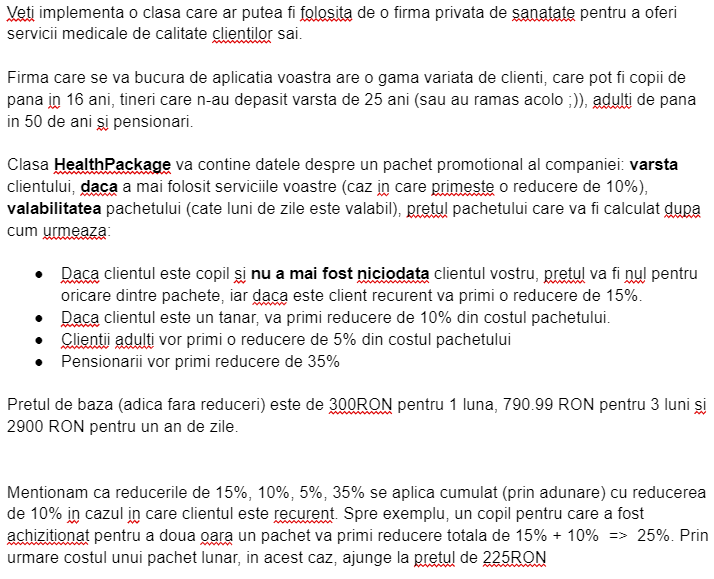 Veți implementa o clasa care ar putea fi folosita de o firma privata de sanatate pentru a oferi
servicii medicale de calitate clientilor sai.
Firma care se va bucura de aplicatia voastra are o gama variata de clienti, care pot fi copii de
pana in 16 ani, tineri care n-au depasit varsta de 25 ani (sau au ramas acolo ;)), adulti de pana
in 50 de ani si pensionari.
Clasa HealthPackage va contine datele despre un pachet promotional al companiei: varsta
clientului, daca a mai folosit serviciile voastre (caz in care primeste o reducere de 10%),
valabilitatea pachetului (cate luni de zile este valabil), pretul pachetului care va fi calculat dupa
cum urmeaza:
● Daca clientul este copil si nu a mai fost niciodata clientul vostru, pretul va fi nul pentru
oricare dintre pachete, iar daca este client recurent va primi o reducere de 15%.
● Daca clientul este un tanar, va primi reducere de 10% din costul pachetului.
● Clientii adulti vor primi o reducere de 5% din costul pachetului
● Pensionarii vor primi reducere de 35%
Pretul de baza (adica fara reduceri) este de 300RON pentru 1 luna, 790.99 RON pentru 3 luni si
2900 RON pentru un an de zile.
Mentionam ca reducerile de 15%, 10%, 5%, 35% se aplica cumulat (prin adunare) cu reducerea
de 10% in cazul in care clientul este recurent. Spre exemplu, un copil pentru care a fost
achizitionat pentru a doua oara un pachet va primi reducere totala de 15% + 10% => 25%. Prin
urmare costul unui pachet lunar, in acest caz, ajunge la pretul de 225RON